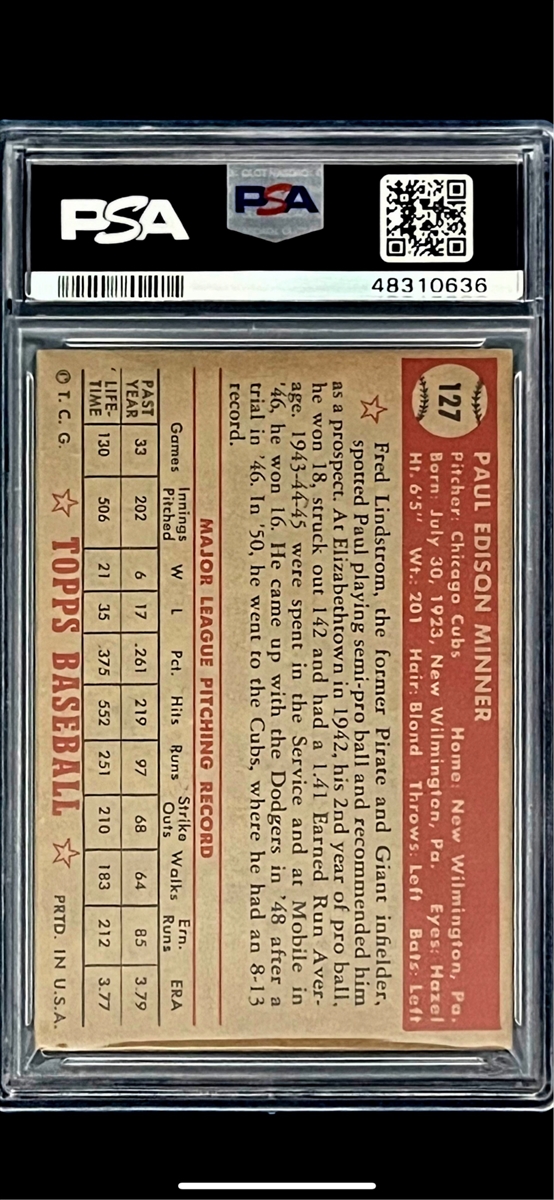 PSA
PSA
48310636
127
PAUL EDISON MINNER
Pitcher: Chicago Cubs Home: New Wilmington, Pa.
Born: July 30, 1923, New Wilmington, Pa. Eyes: Hazel
Ht. 6'5" Wt.: 201 Hair: Blond Throws: Left Bats: Left
Fred Lindstrom, the former Pirate and Giant infielder,
spotted Paul playing semi-pro ball and recommended him
as a prospect. At Elizabethtown in 1942, his 2nd year of pro ball,
he won 18, struck out 142 and had a 1.41 Earned Run Aver-
age. 1943-44-45 were spent in the Service and at Mobile in
'46, he won 16. He came up with the Dodgers in '48 after a
trial in '46. In '50, he went to the Cubs, where he had an 8-13
record.
MAJOR LEAGUE PITCHING RECORD
Games Innings Pitched W L Pct. Hits Runs Strike Outs Walks Ern. Runs ERA
PAST YEAR 33 202 6 17 .261 219 97 68 64 85 3.79
LIFE-TIME 130 506 21 35 .375 552 251 210 183 212 3.77
© T. C. G. TOPPS BASEBALL PRTD. IN U.S.A.